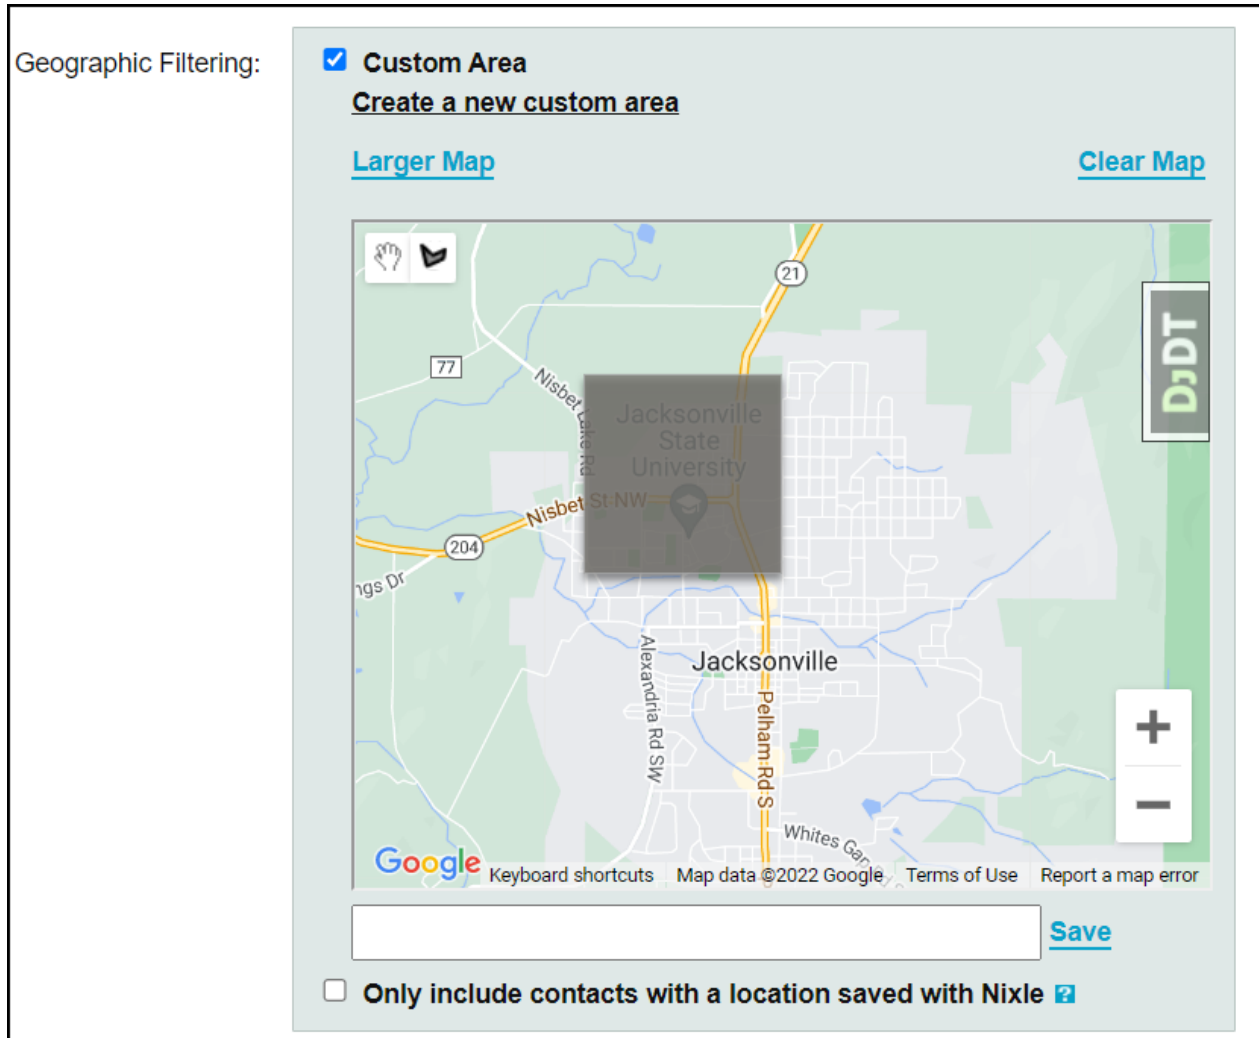 Geographic Filtering:
Custom Area
Create a new custom area
Larger Map
Clear Map
21
DJDT
77
Nisbet Lake Rd
Jacksonville
State
University
Nisbet St NW
204
ngs Dr
Jacksonville
Alexandria Rd SW
Pelham Rd S
Whites Gap Rd S
Google
Keyboard shortcuts
Map data ©2022 Google
Terms of Use
Report a map error
Save
Only include contacts with a location saved with Nixle ?